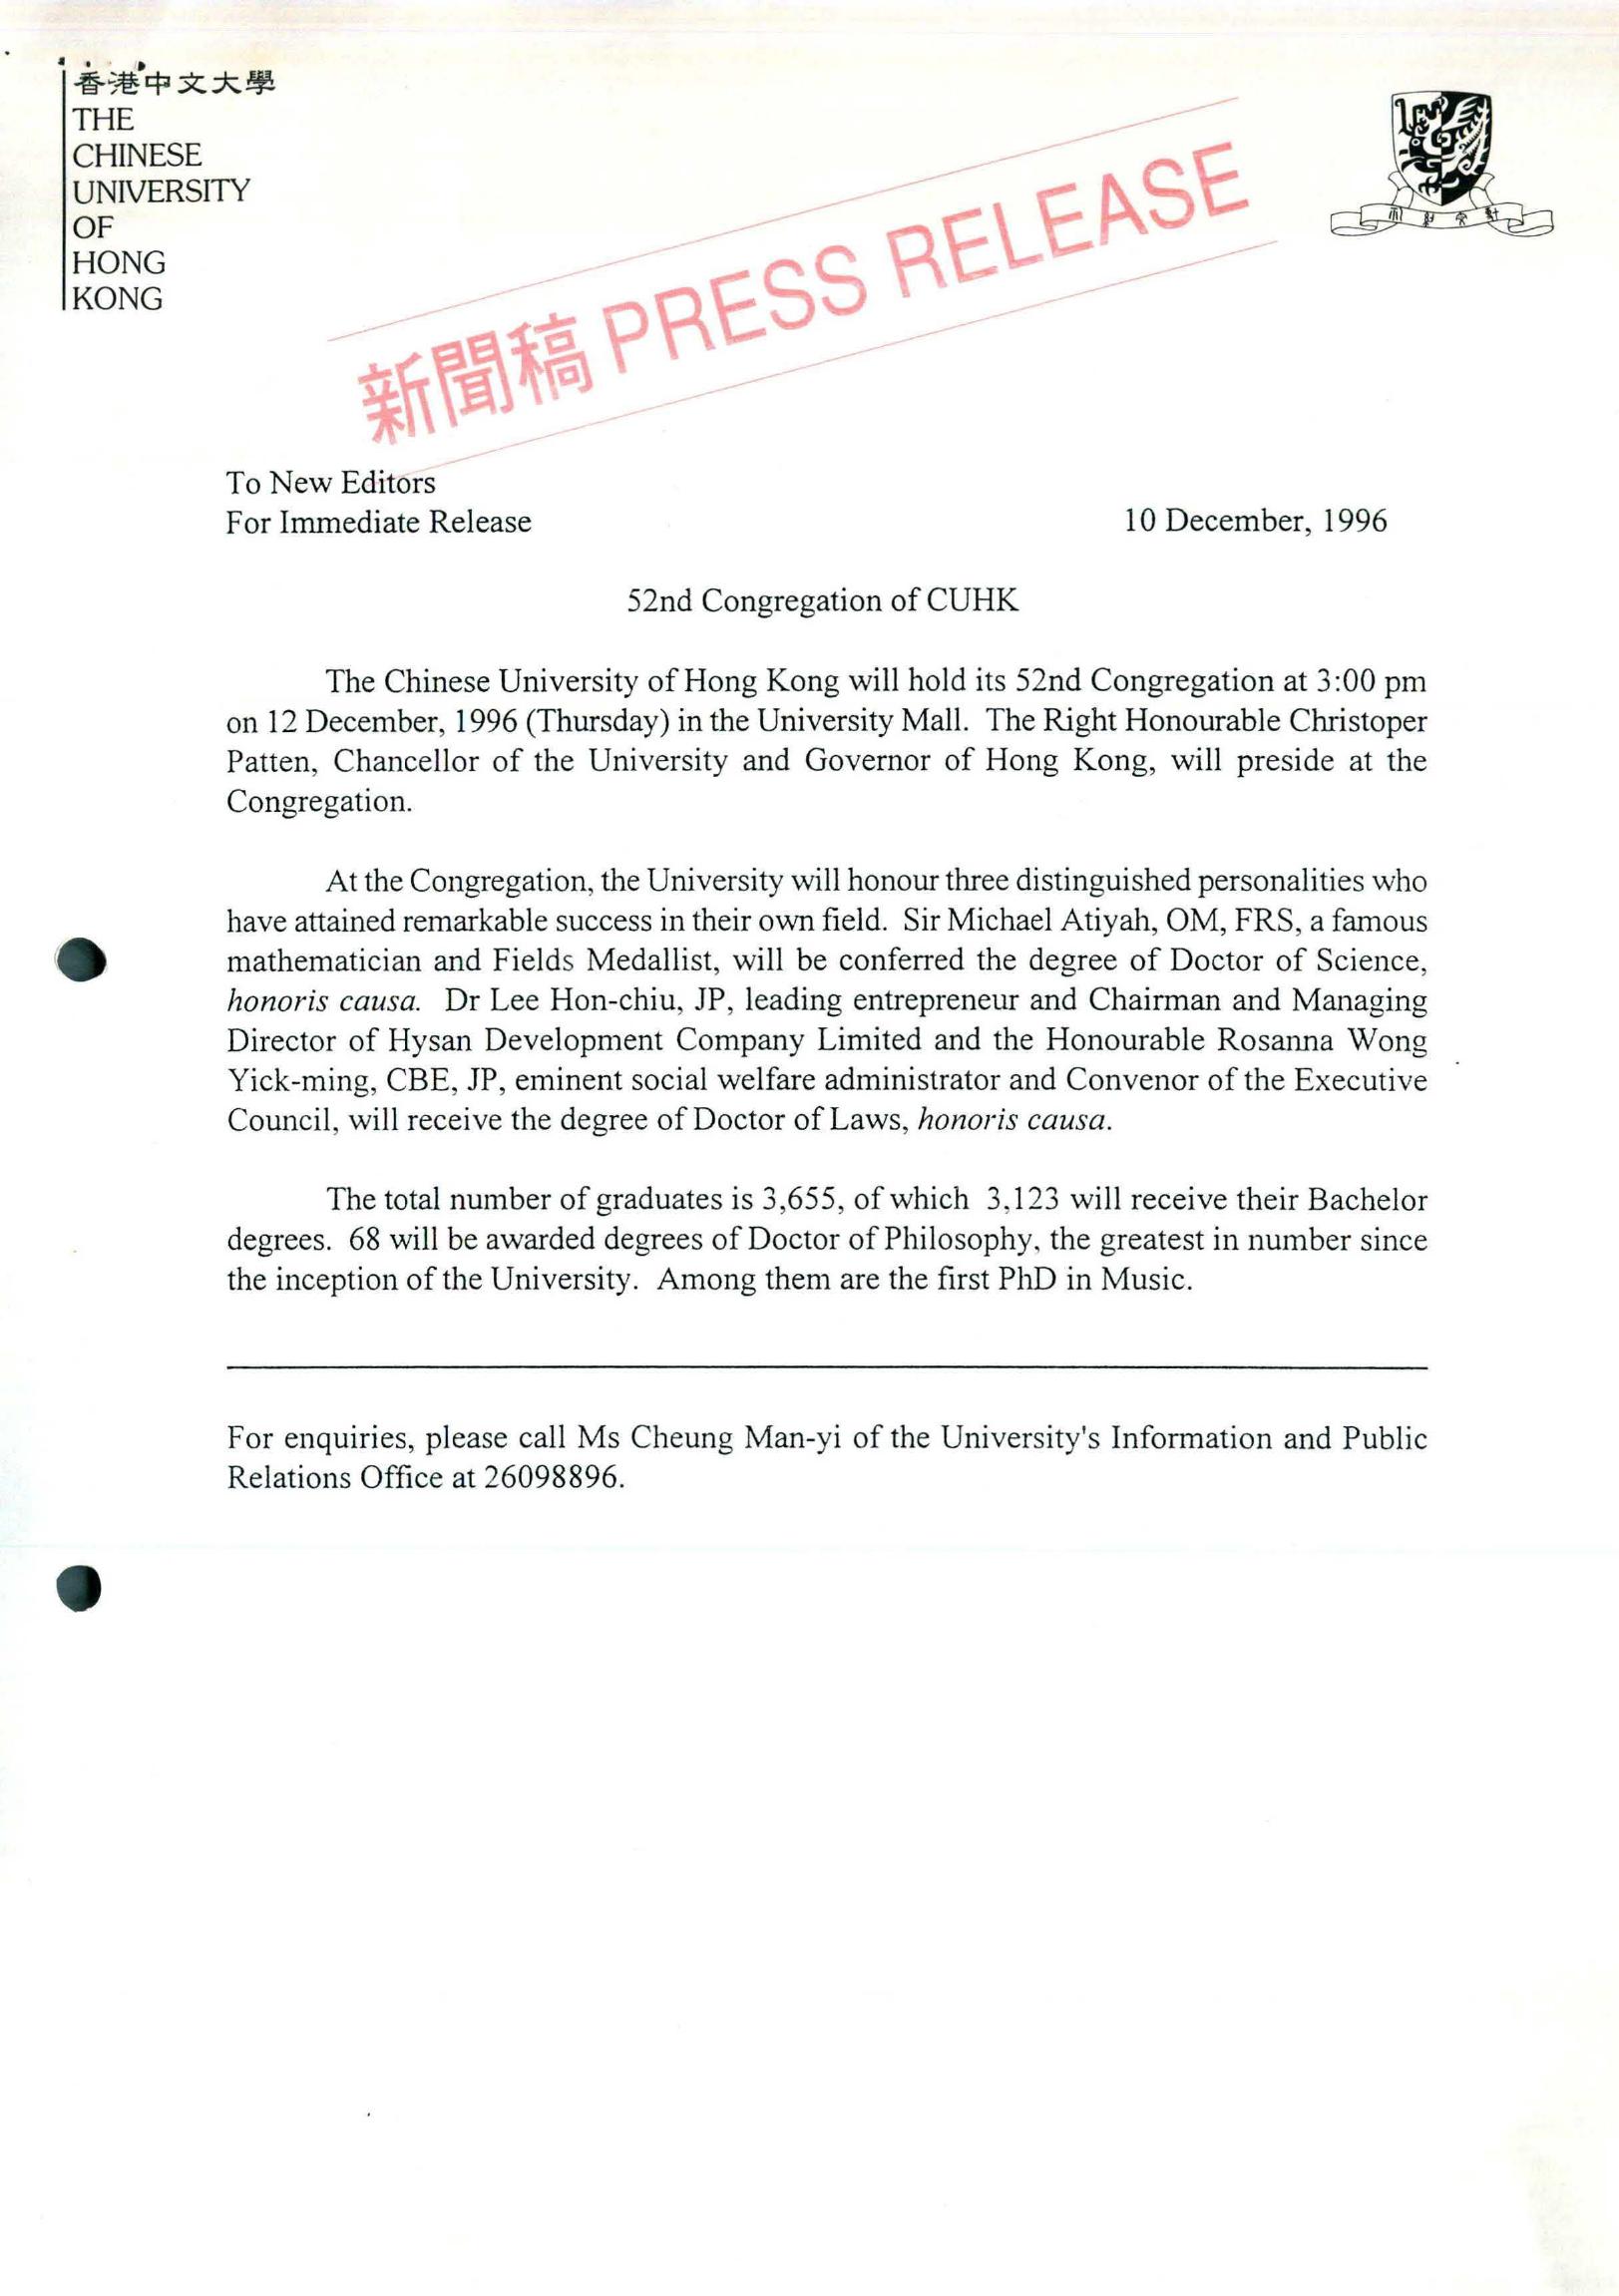 香港中文大學
THE
CHINESE
UNIVERSITY
OF
HONG
KONG
新聞稿 PRESS RELEASE
To New Editors
For Immediate Release
10 December, 1996
52nd Congregation of CUHK
The Chinese University of Hong Kong will hold its 52nd Congregation at 3:00 pm
on 12 December, 1996 (Thursday) in the University Mall. The Right Honourable Christoper
Patten, Chancellor of the University and Governor of Hong Kong, will preside at the
Congregation.
At the Congregation, the University will honour three distinguished personalities who
have attained remarkable success in their own field. Sir Michael Atiyah, OM, FRS, a famous
mathematician and Fields Medallist, will be conferred the degree of Doctor of Science,
honoris causa. Dr Lee Hon-chiu, JP, leading entrepreneur and Chairman and Managing
Director of Hysan Development Company Limited and the Honourable Rosanna Wong
Yick-ming, CBE, JP, eminent social welfare administrator and Convenor of the Executive
Council, will receive the degree of Doctor of Laws, honoris causa.
The total number of graduates is 3,655, of which 3,123 will receive their Bachelor
degrees. 68 will be awarded degrees of Doctor of Philosophy, the greatest in number since
the inception of the University. Among them are the first PhD in Music.
For enquiries, please call Ms Cheung Man-yi of the University's Information and Public
Relations Office at 26098896.